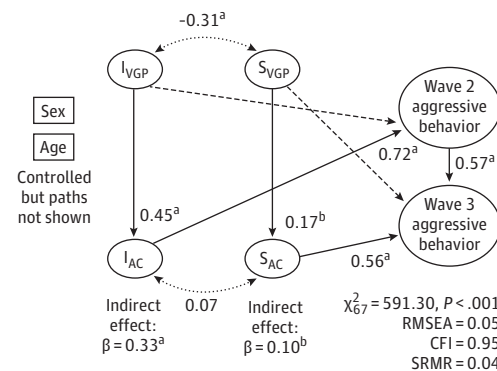 -0.31a
IVGP
SVGP
Wave 2
aggressive
behavior
Sex
Age
Controlled
but paths
not shown
0.72a
0.57a
0.45a
0.17b
Wave 3
aggressive
behavior
IAC
SAC
0.56a
0.07
Indirect
effect:
β = 0.33a
Indirect
effect:
β = 0.10b
χ²67 = 591.30, P < .001
RMSEA = 0.05
CFI = 0.95
SRMR = 0.04